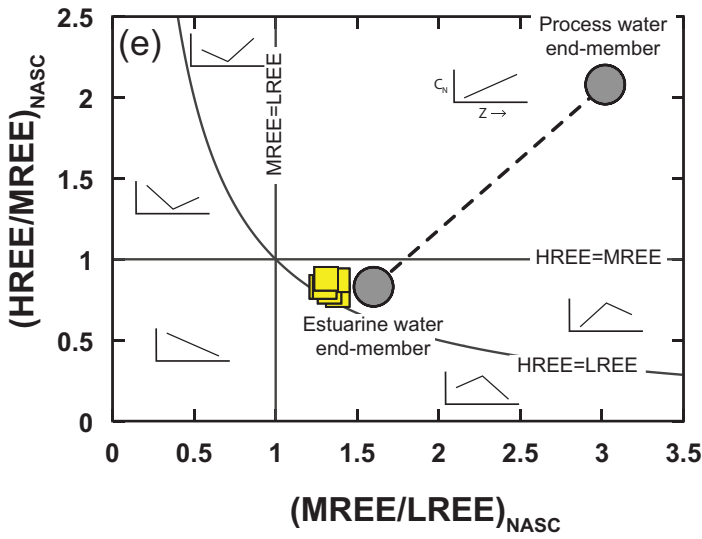 (e)
Process water
end-member
MREE=LREE
C_N
Z →
HREE=MREE
Estuarine water
end-member
HREE=LREE
2.5
2
1.5
1
0.5
0
0 0.5 1 1.5 2 2.5 3 3.5
(HREE/MREE)NASC
(MREE/LREE)NASC